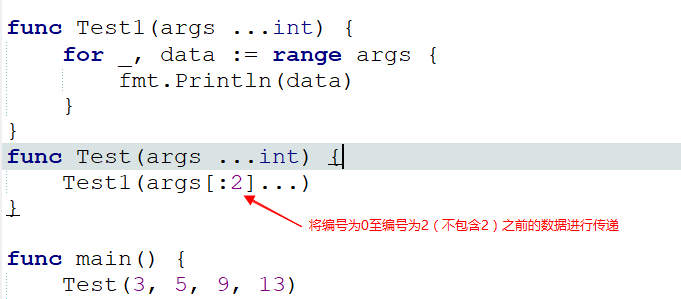 func Test1(args ...int) {
    for _, data := range args {
        fmt.Println(data)
    }
}
func Test(args ...int) {
    Test1(args[:2]...)
}
将编号为0至编号为2（不包含2）之前的数据进行传递
func main() {
    Test(3, 5, 9, 13)